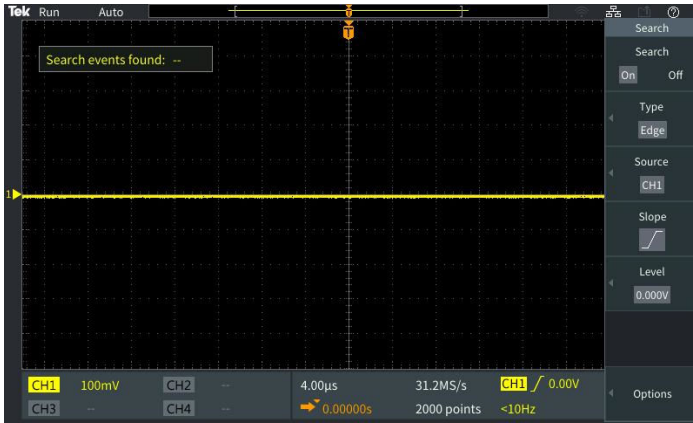 Tek Run Auto
T
Search
Search events found: --
Search
On Off
Type
Edge
Source
CH1
1
Slope
Level
0.000V
CH1 100mV CH2 -- 4.00µs 31.2MS/s CH1 0.00V
CH3 -- CH4 -- 0.00000s 2000 points <10Hz
Options